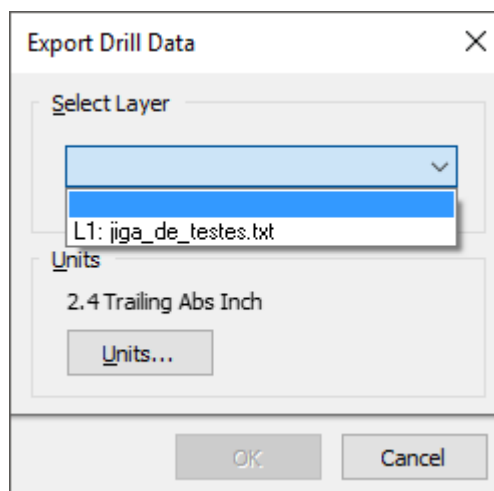 Export Drill Data
Select Layer
L1: jiga_de_testes.txt
Units
2.4 Trailing Abs Inch
Units...
OK
Cancel